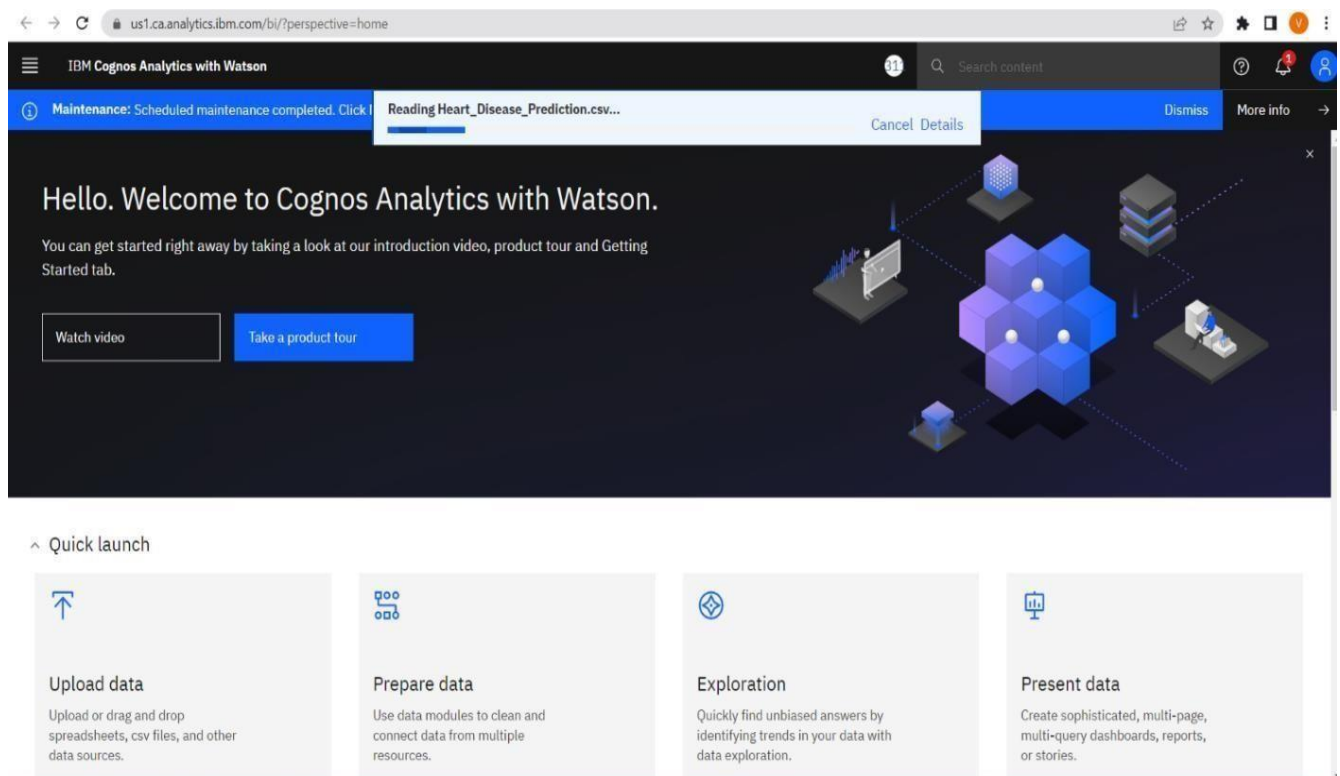 us1.ca.analytics.ibm.com/bi/?perspective=home
V
IBM Cognos Analytics with Watson
31
Search content
1
Maintenance: Scheduled maintenance completed. Click
Reading Heart_Disease_Prediction.csv...
Cancel Details
Dismiss
More info
Hello. Welcome to Cognos Analytics with Watson.
You can get started right away by taking a look at our introduction video, product tour and Getting
Started tab.
Watch video
Take a product tour
Quick launch
Upload data
Upload or drag and drop
spreadsheets, csv files, and other
data sources.
Prepare data
Use data modules to clean and
connect data from multiple
resources.
Exploration
Quickly find unbiased answers by
identifying trends in your data with
data exploration.
Present data
Create sophisticated, multi-page,
multi-query dashboards, reports,
or stories.